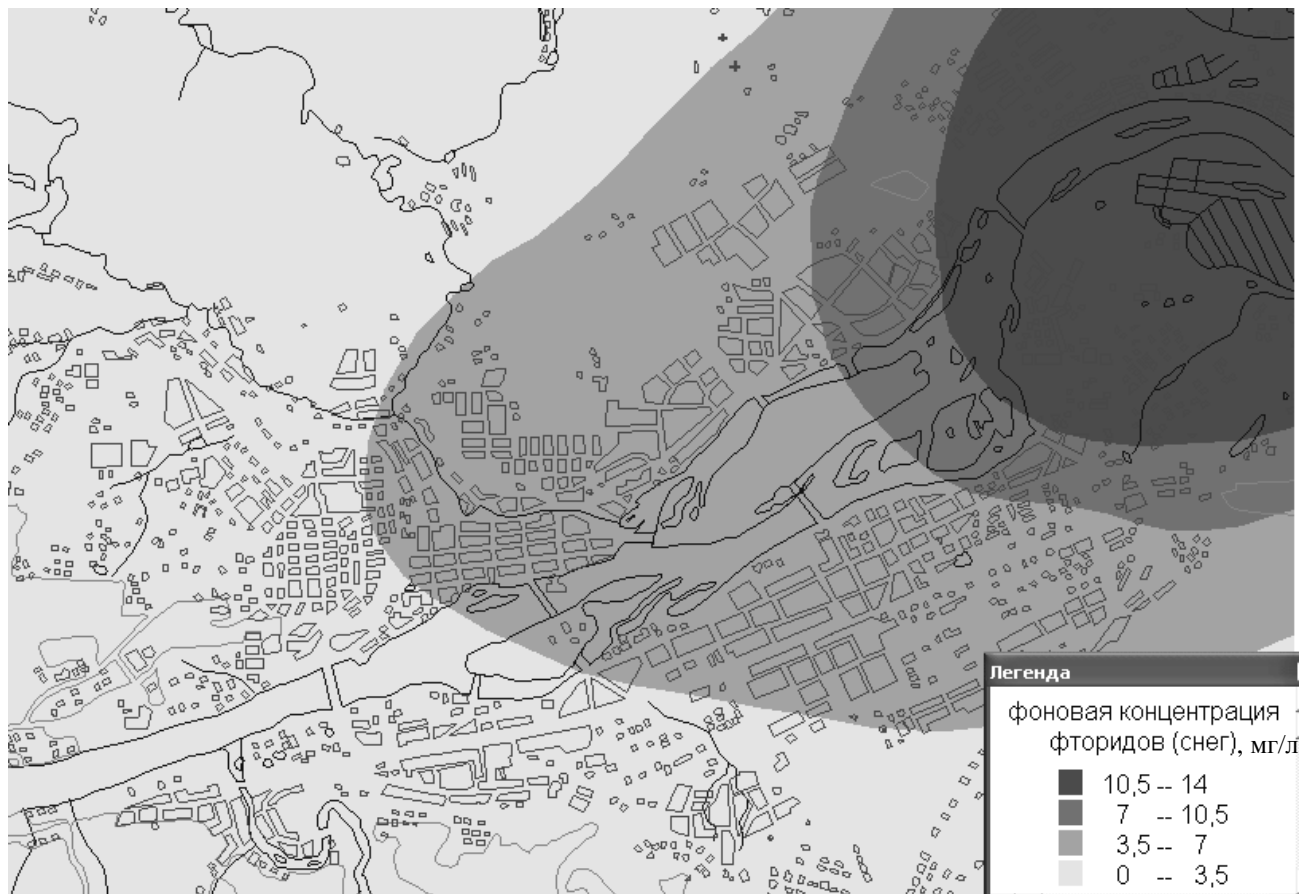 Легенда
фоновая концентрация
фторидов (снег), мг/л
10,5 -- 14
7 -- 10,5
3,5 -- 7
0 -- 3,5